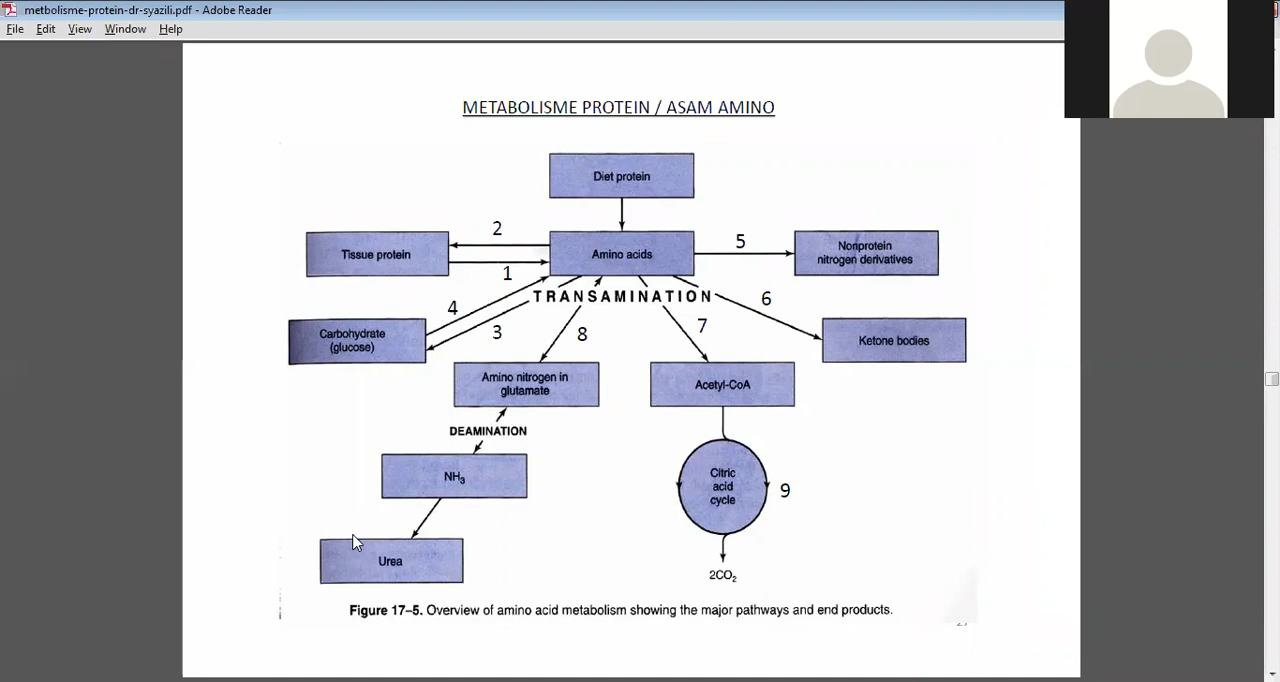 metbolisme-protein-dr-syazili.pdf - Adobe Reader
File Edit View Window Help
METABOLISME PROTEIN / ASAM AMINO
Diet protein
2
5
Tissue protein
Amino acids
Nonprotein
nitrogen derivatives
1
TRANSAMINATION
4
6
3
8
7
Carbohydrate
(glucose)
Ketone bodies
Amino nitrogen in
glutamate
Acetyl-CoA
DEAMINATION
NH3
Citric
acid
cycle
9
Urea
2CO2
Figure 17–5. Overview of amino acid metabolism showing the major pathways and end products.